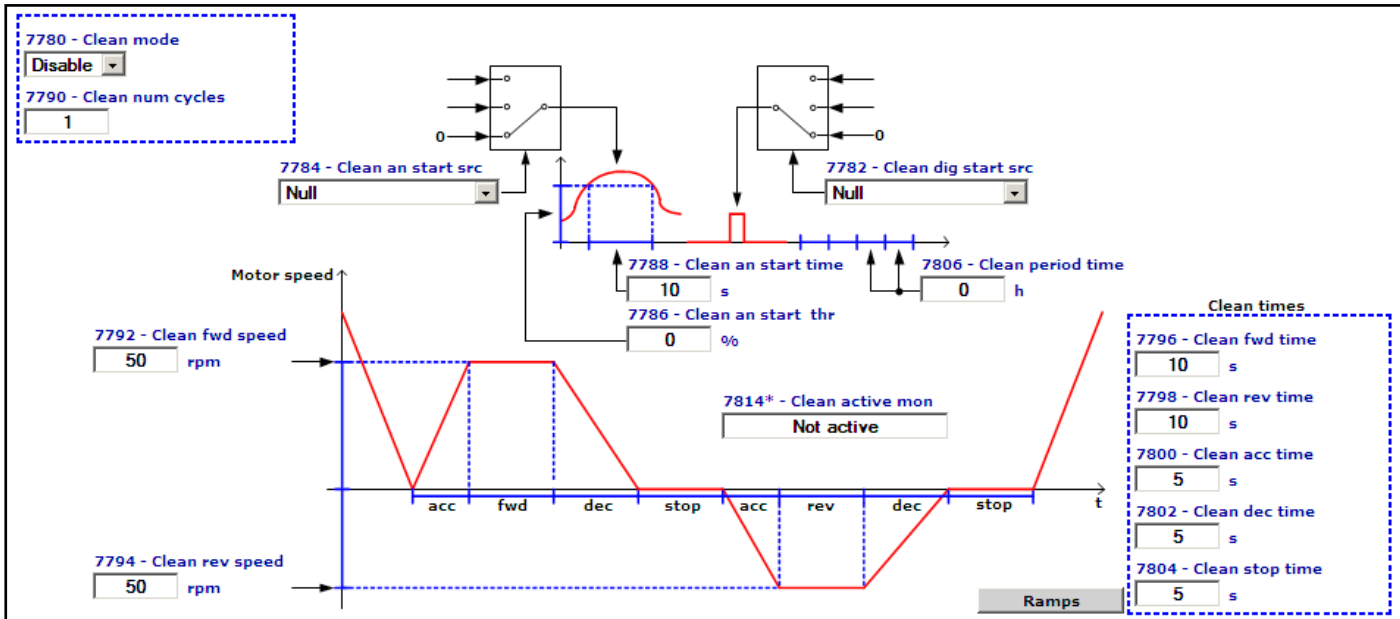 7780 - Clean mode
Disable
7790 - Clean num cycles
1
0
0
7784 - Clean an start src
Null
7782 - Clean dig start src
Null
7788 - Clean an start time
10 s
7806 - Clean period time
0 h
7786 - Clean an start  thr
0 %
Motor speed
7792 - Clean fwd speed
50 rpm
7814* - Clean active mon
Not active
acc fwd dec stop acc rev dec stop t
7794 - Clean rev speed
50 rpm
Ramps
Clean times
7796 - Clean fwd time
10 s
7798 - Clean rev time
10 s
7800 - Clean acc time
5 s
7802 - Clean dec time
5 s
7804 - Clean stop time
5 s